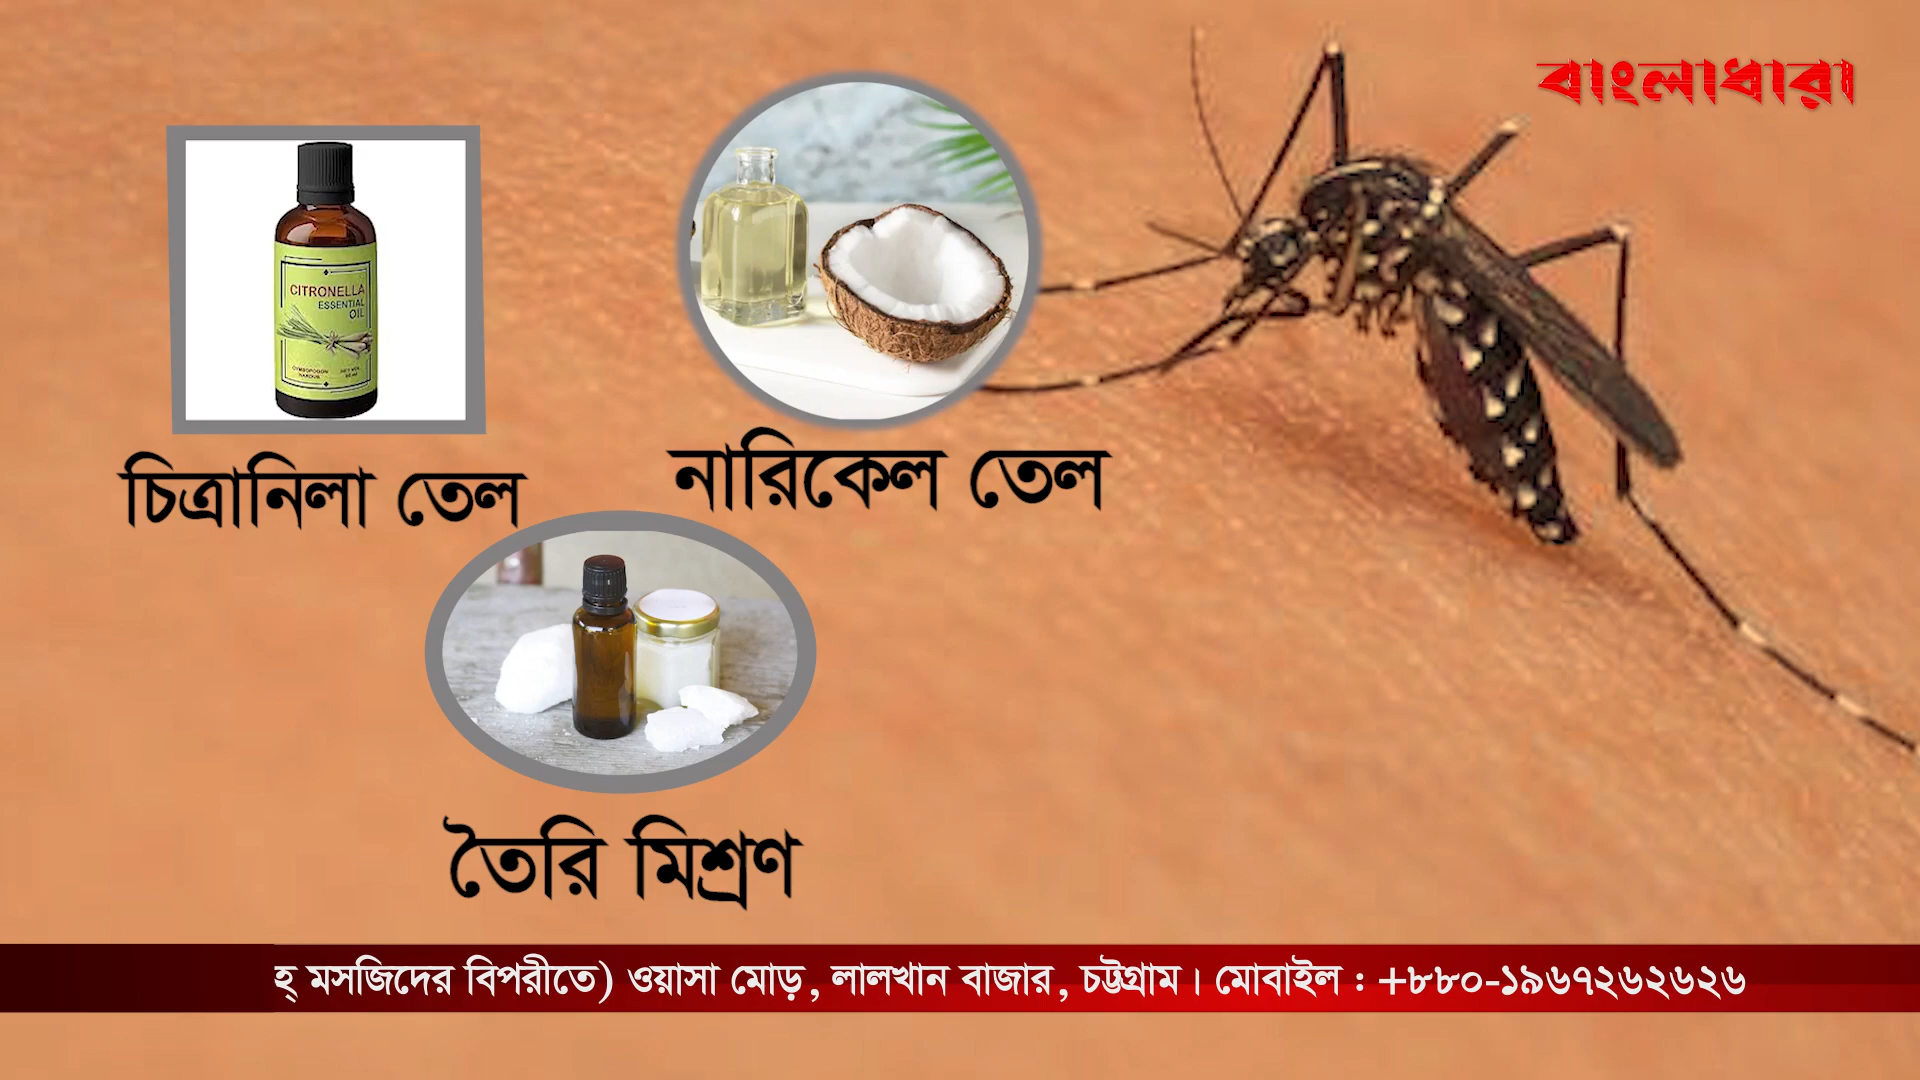 বাংলাধারা
CITRONELLA
ESSENTIAL
OIL
চিত্রানিলা তেল
নারিকেল তেল
তৈরি মিশ্রণ
হ্ মসজিদের বিপরীতে) ওয়াসা মোড়, লালখান বাজার, চট্টগ্রাম। মোবাইল : +৮৮০-১৯৬৭২৬২৬২৬